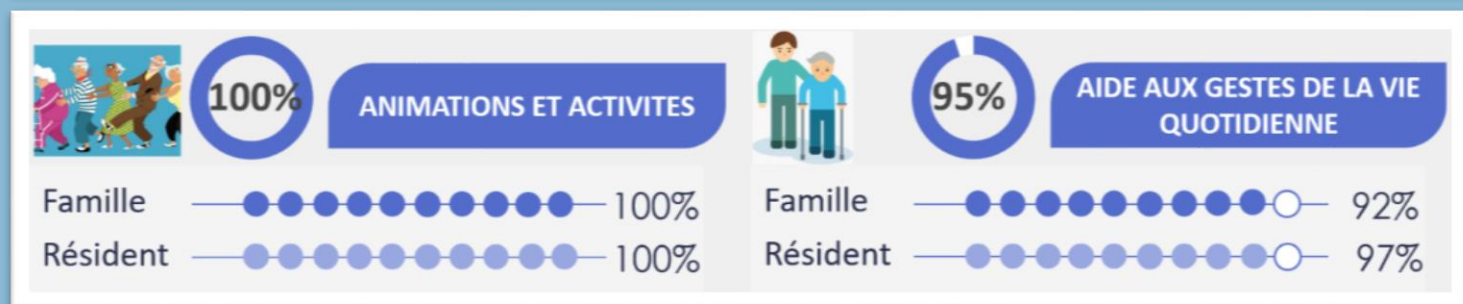 100%
ANIMATIONS ET ACTIVITES
Famille 100%
Résident 100%
95%
AIDE AUX GESTES DE LA VIE
QUOTIDIENNE
Famille 92%
Résident 97%